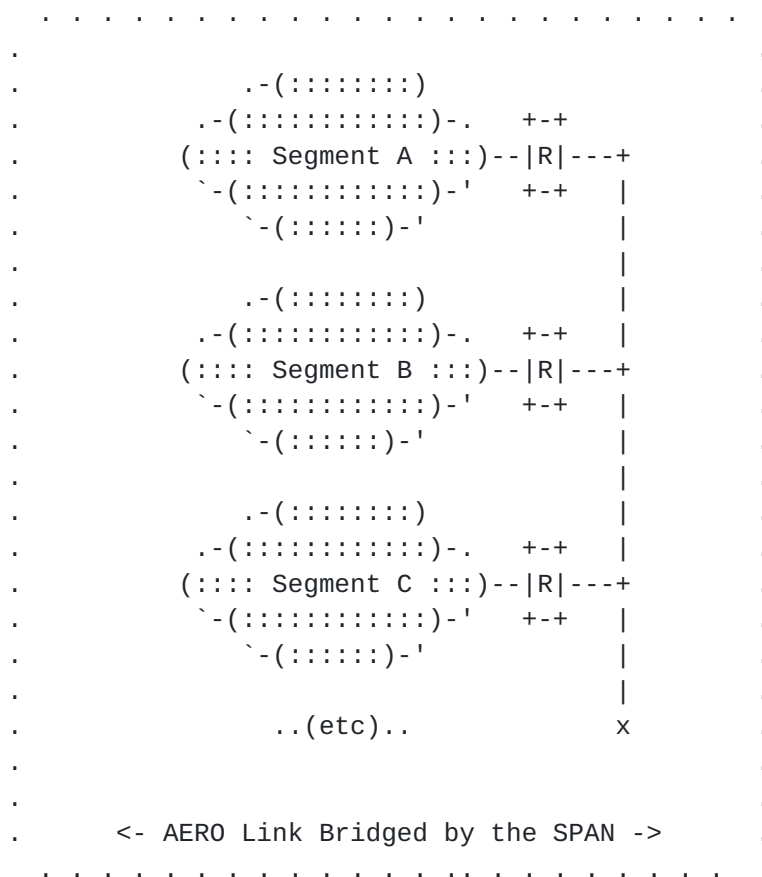 . . . . . . . . . . . . . . . . . . . . . . .
.                                                 .
.               .-(::::::::)                      .
.            .-(::::::::::::)-.   +-+             .
.           (:::: Segment A :::)--|R|---+         .
.            `-(::::::::::::)-'   +-+   |         .
.               `-(::::::)-'            |         .
.                                       |         .
.               .-(::::::::)            |         .
.            .-(::::::::::::)-.   +-+   |         .
.           (:::: Segment B :::)--|R|---+         .
.            `-(::::::::::::)-'   +-+   |         .
.               `-(::::::)-'            |         .
.                                       |         .
.               .-(::::::::)            |         .
.            .-(::::::::::::)-.   +-+   |         .
.           (:::: Segment C :::)--|R|---+         .
.            `-(::::::::::::)-'   +-+   |         .
.               `-(::::::)-'            |         .
.                                       |         .
.                 ..(etc)..             x         .
.                                                 .
.                                                 .
.       <- AERO Link Bridged by the SPAN ->       .
. . . . . . . . . . . . . .. . . . . . . . .